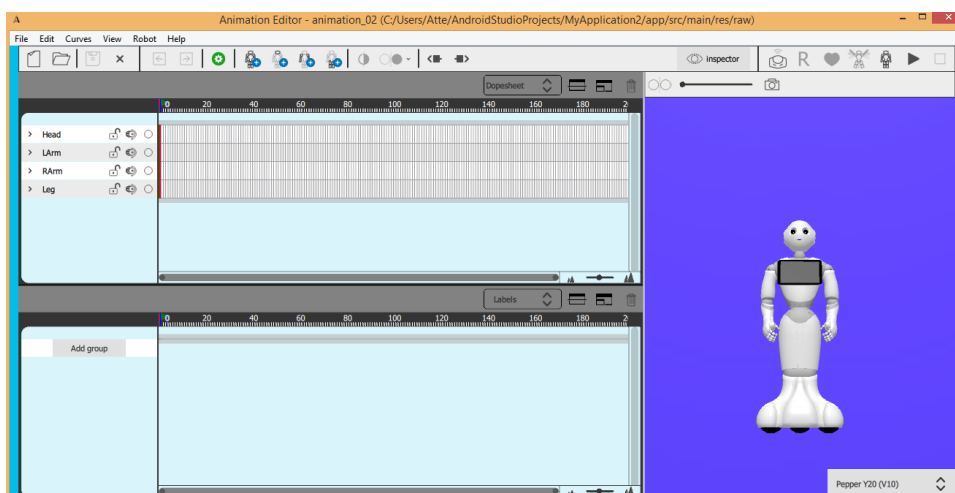 A Animation Editor - animation_02 (C:/Users/Atte/AndroidStudioProjects/MyApplication2/app/src/main/res/raw)
File Edit Curves View Robot Help
inspector R
Dopesheet
0 20 40 60 80 100 120 140 160 180 2
Head
LArm
RArm
Leg
Labels
0 20 40 60 80 100 120 140 160 180 2
Add group
Pepper Y20 (V10)